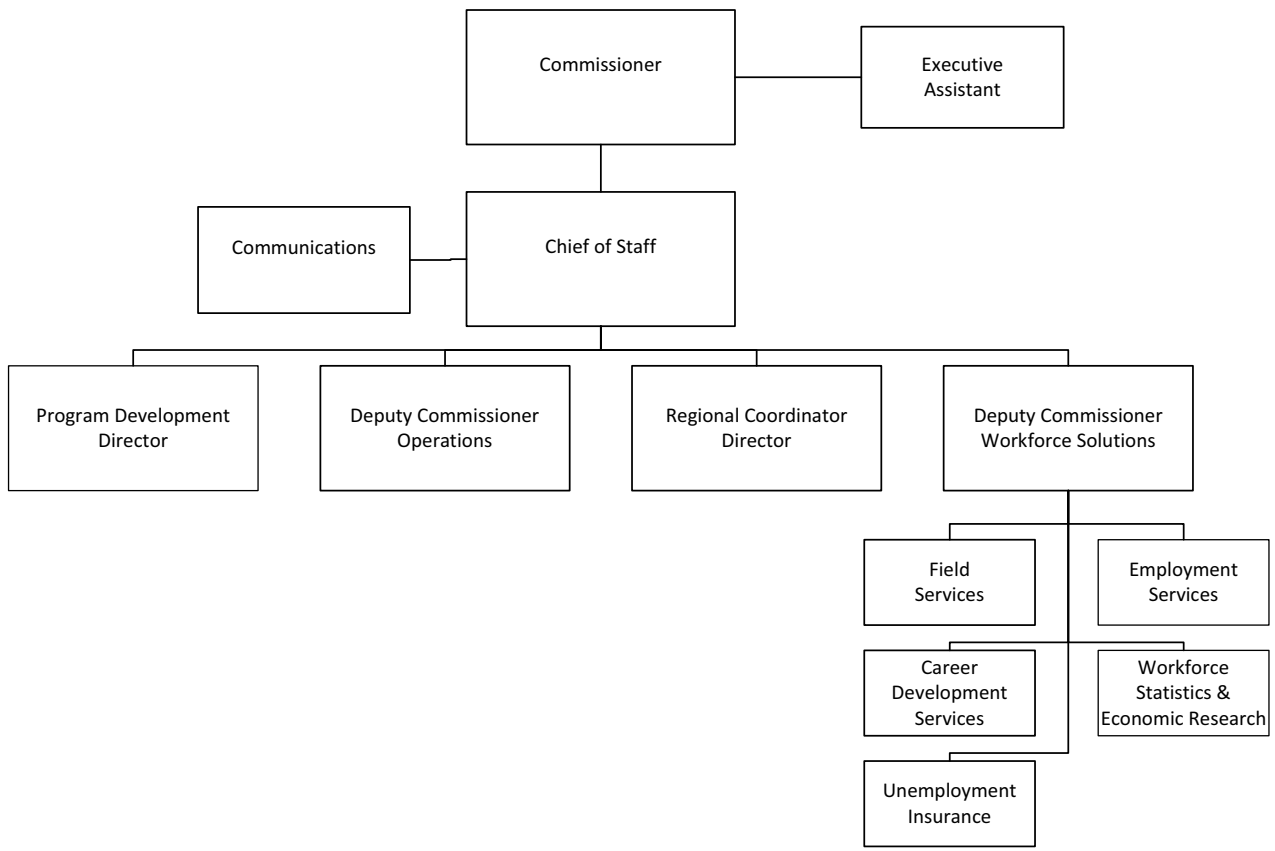 Commissioner
Executive
Assistant
Communications
Chief of Staff
Program Development
Director
Deputy Commissioner
Operations
Regional Coordinator
Director
Deputy Commissioner
Workforce Solutions
Field
Services
Employment
Services
Career
Development
Services
Workforce
Statistics &
Economic Research
Unemployment
Insurance